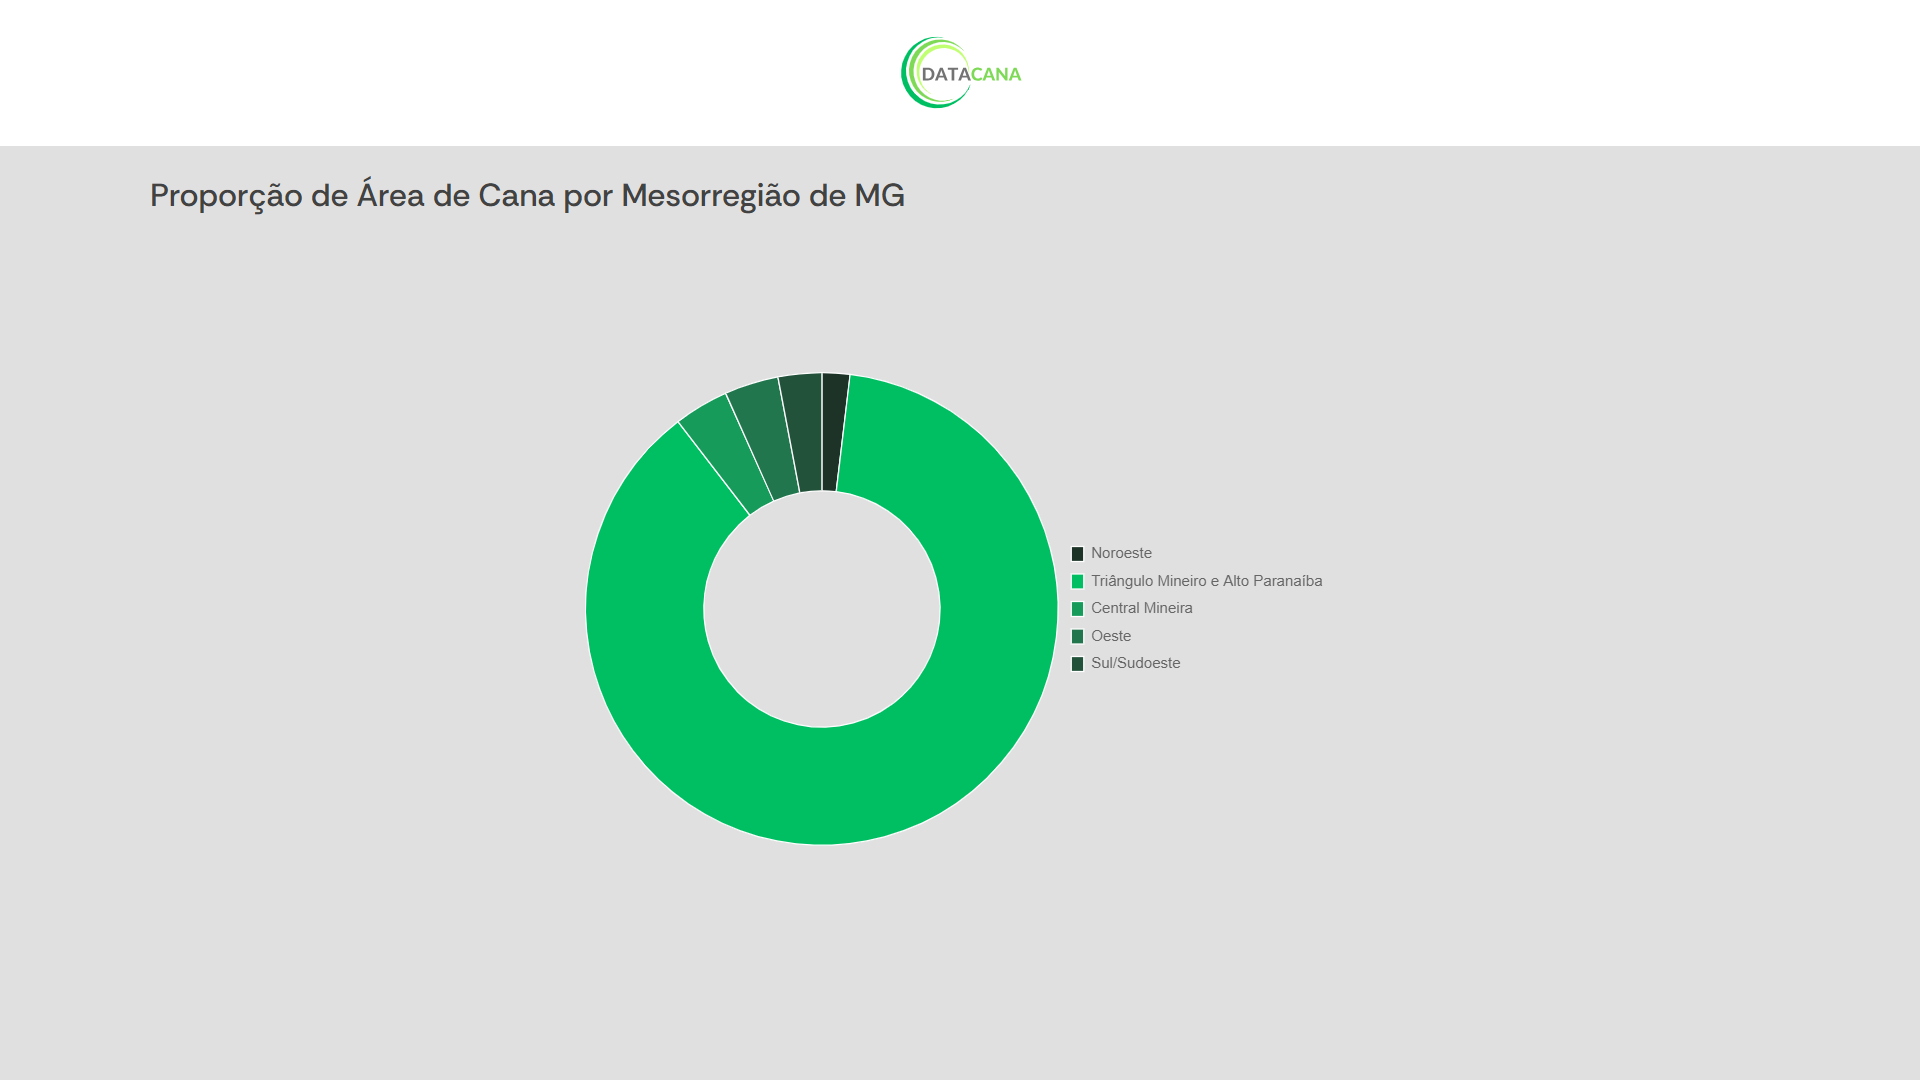 DATACANA
Proporção de Área de Cana por Mesorregião de MG
Noroeste
Triângulo Mineiro e Alto Paranaíba
Central Mineira
Oeste
Sul/Sudoeste